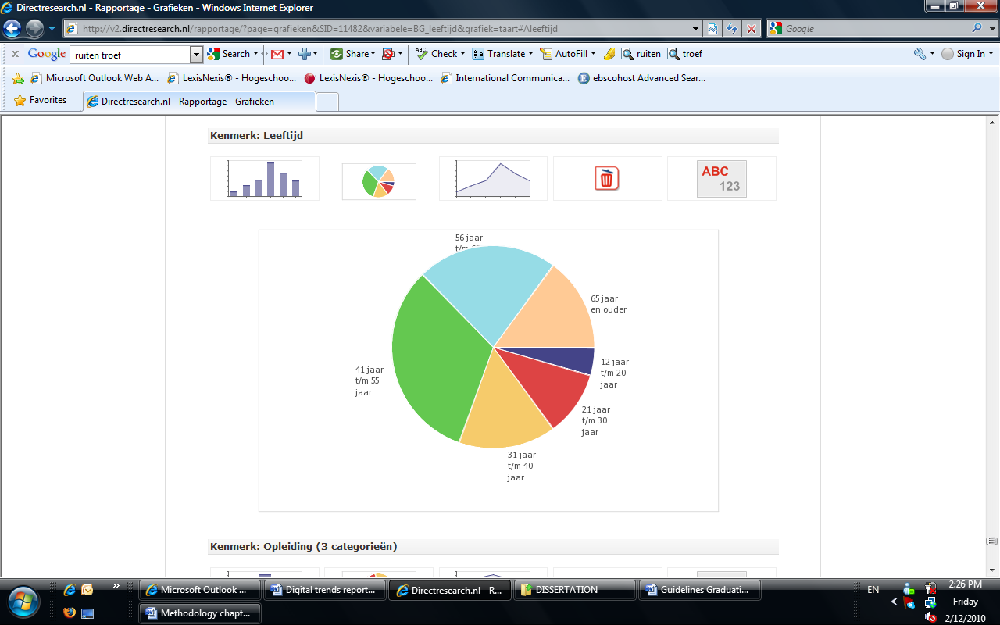 Directresearch.nl - Rapportage - Grafieken - Windows Internet Explorer
http://v2.directresearch.nl/rapportage/?page=grafieken&SID=11482&variabele=BG_leeftijd&grafiek=taart#Aleeftijd
Google
x Google ruiten troef Search Share Check Translate AutoFill ruiten troef Sign In
Microsoft Outlook Web A... LexisNexis® - Hogeschoo... LexisNexis® - Hogeschoo... International Communica... ebscohost Advanced Sear...
Favorites Directresearch.nl - Rapportage - Grafieken
Kenmerk: Leeftijd
ABC
123
56 jaar
t/m
65 jaar
en ouder
12 jaar
t/m 20
jaar
21 jaar
t/m 30
jaar
31 jaar
t/m 40
jaar
41 jaar
t/m 55
jaar
Kenmerk: Opleiding (3 categorieën)
Microsoft Outlook ... Digital trends report... Directresearch.nl - R... DISSERTATION Guidelines Graduati...
Methodology chapt...
EN
2:26 PM
Friday
2/12/2010